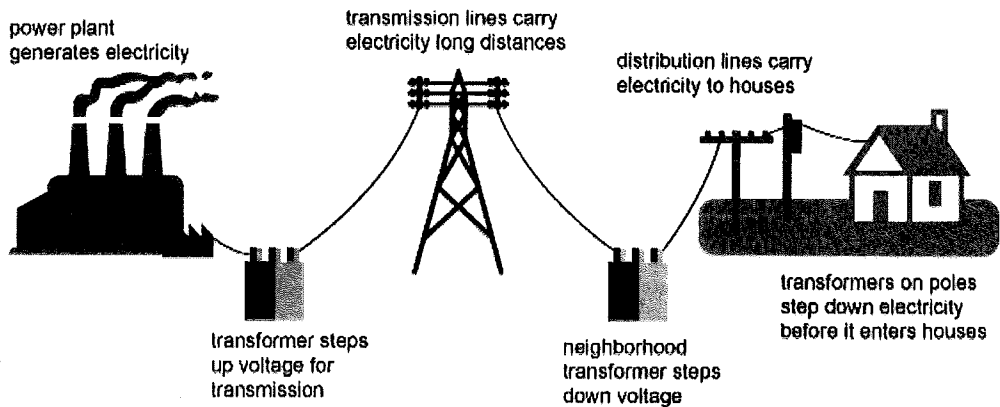 power plant
generates electricity
transmission lines carry
electricity long distances
distribution lines carry
electricity to houses
transformer steps
up voltage for
transmission
neighborhood
transformer steps
down voltage
transformers on poles
step down electricity
before it enters houses